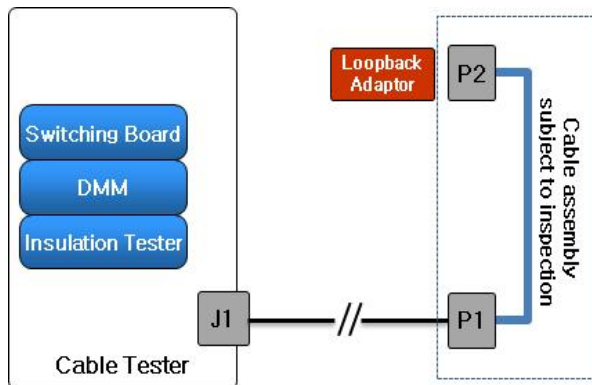 Switching Board
DMM
Insulation Tester
J1
Cable Tester
Loopback
Adaptor
P2
P1
Cable assembly
subject to inspection